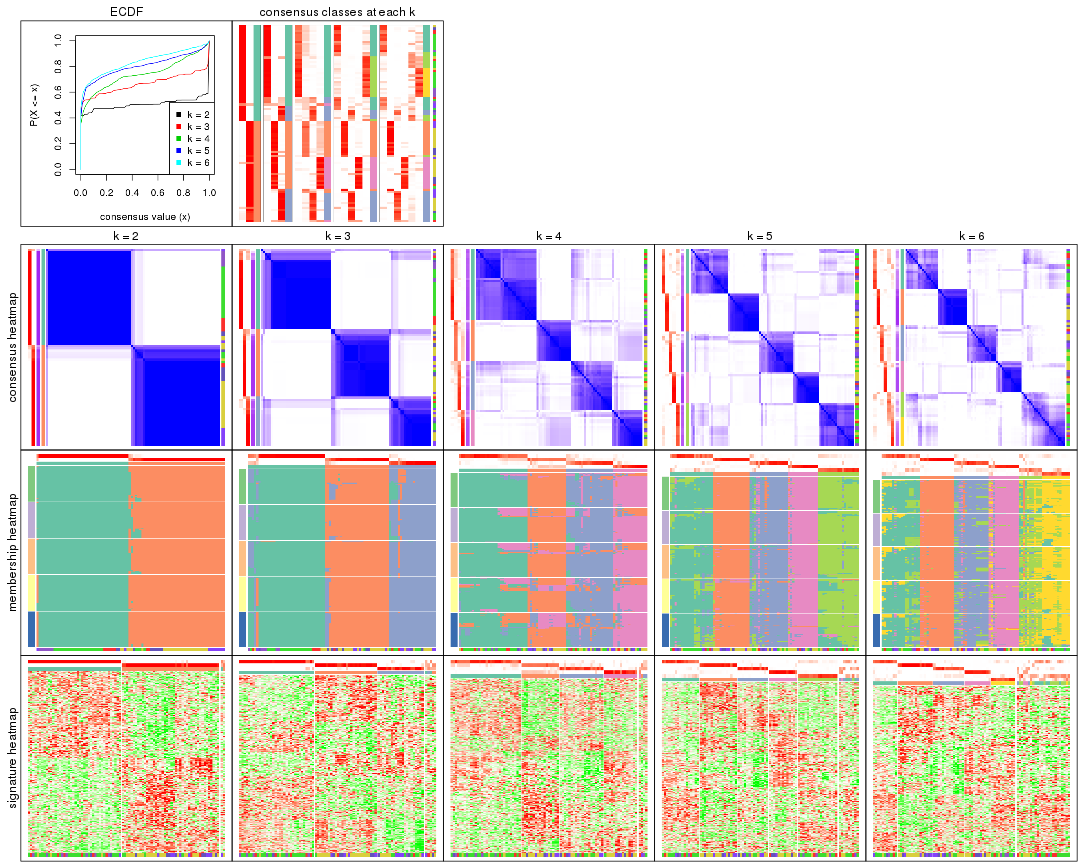 ECDF
consensus classes at each k
P(X <= x)
0.0 0.2 0.4 0.6 0.8 1.0
k = 2
k = 3
k = 4
k = 5
k = 6
0.0 0.2 0.4 0.6 0.8 1.0
consensus value (x)
k = 2 k = 3 k = 4 k = 5 k = 6
consensus heatmap
membership heatmap
signature heatmap